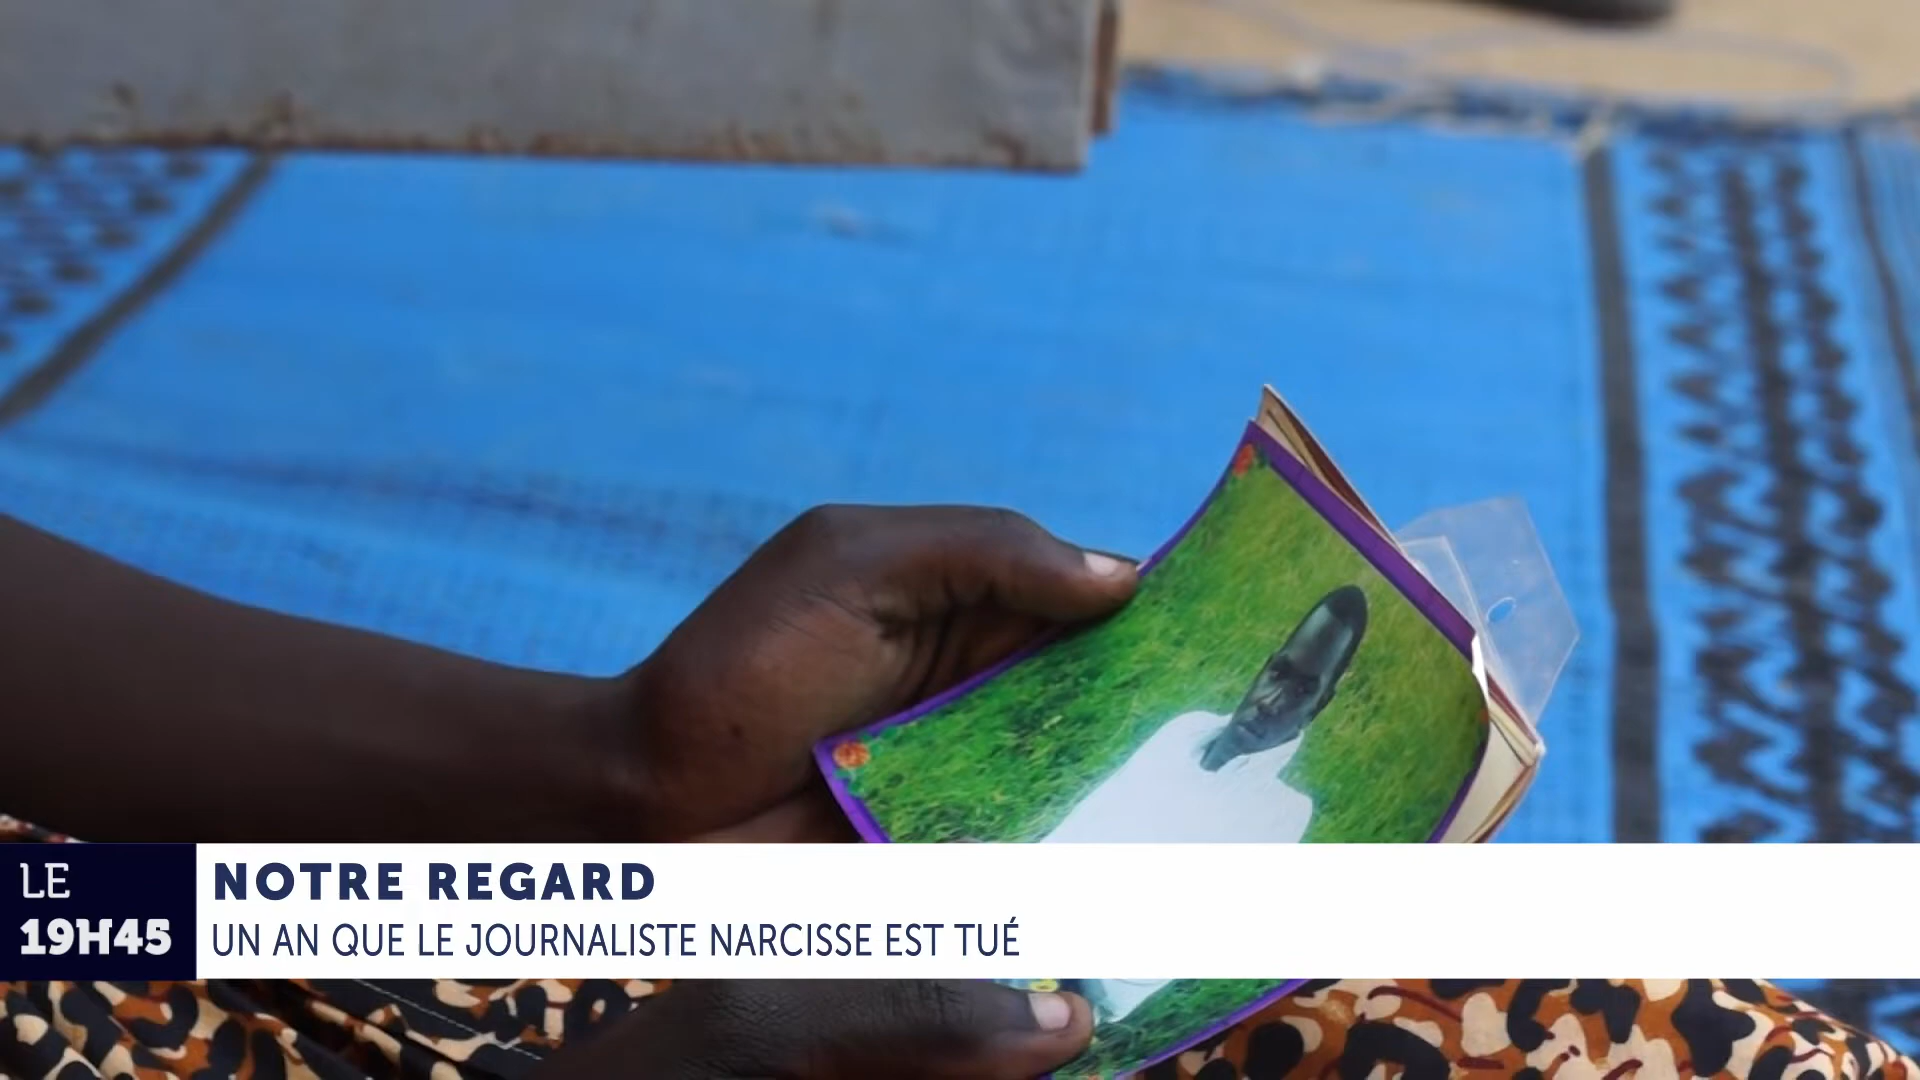 LE
19H45
NOTRE REGARD
UN AN QUE LE JOURNALISTE NARCISSE EST TUÉ